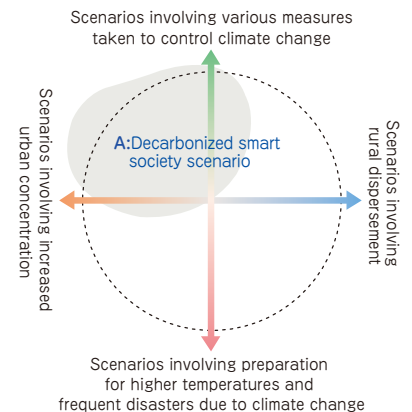 Scenarios involving various measures
taken to control climate change
Scenarios involving increased
urban concentration
A:Decarbonized smart
society scenario
Scenarios involving
rural dispersement
Scenarios involving preparation
for higher temperatures and
frequent disasters due to climate change